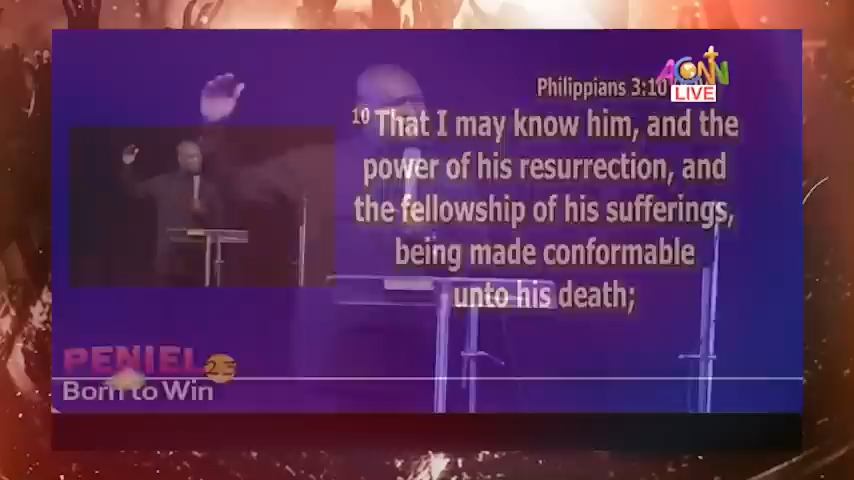 Philippians 3:10
ACNN
LIVE
10 That I may know him, and the
power of his resurrection, and
the fellowship of his sufferings,
being made conformable
unto his death;
PENIEL
Born to Win